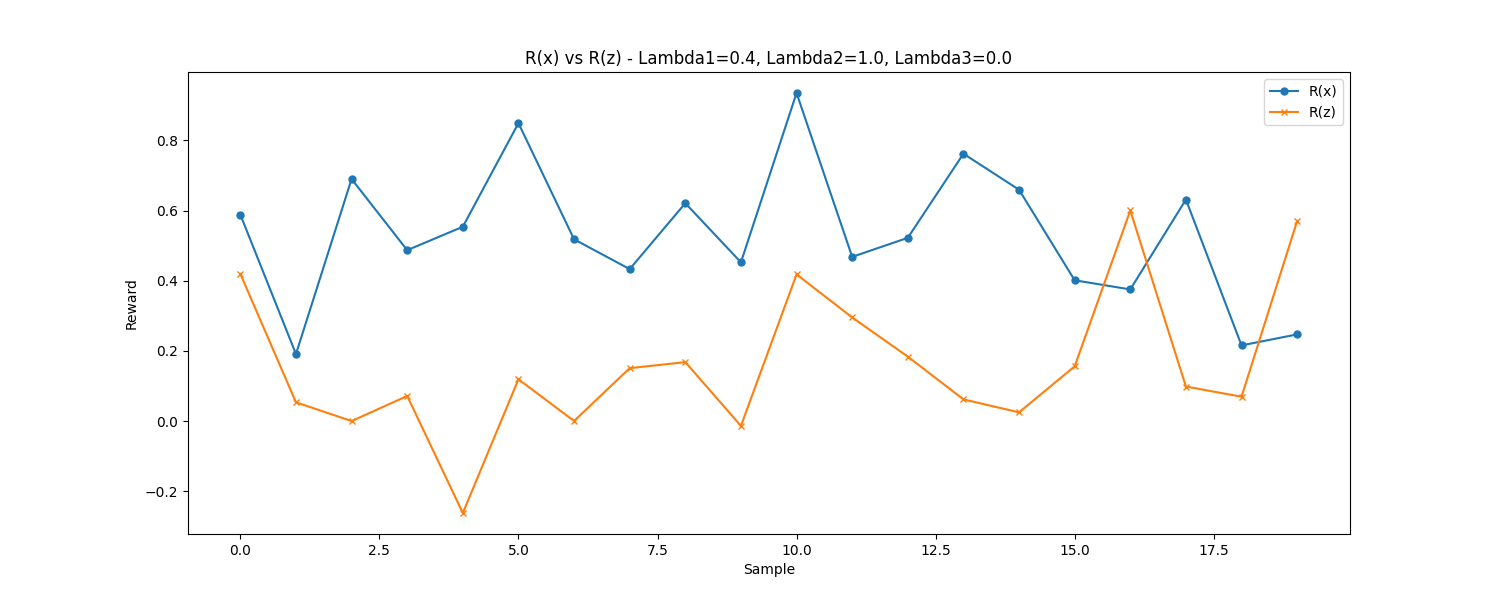 R(x) vs R(z) - Lambda1=0.4, Lambda2=1.0, Lambda3=0.0
R(x)
R(z)
0.8
0.6
0.4
0.2
0.0
−0.2
Reward
0.0 2.5 5.0 7.5 10.0 12.5 15.0 17.5
Sample